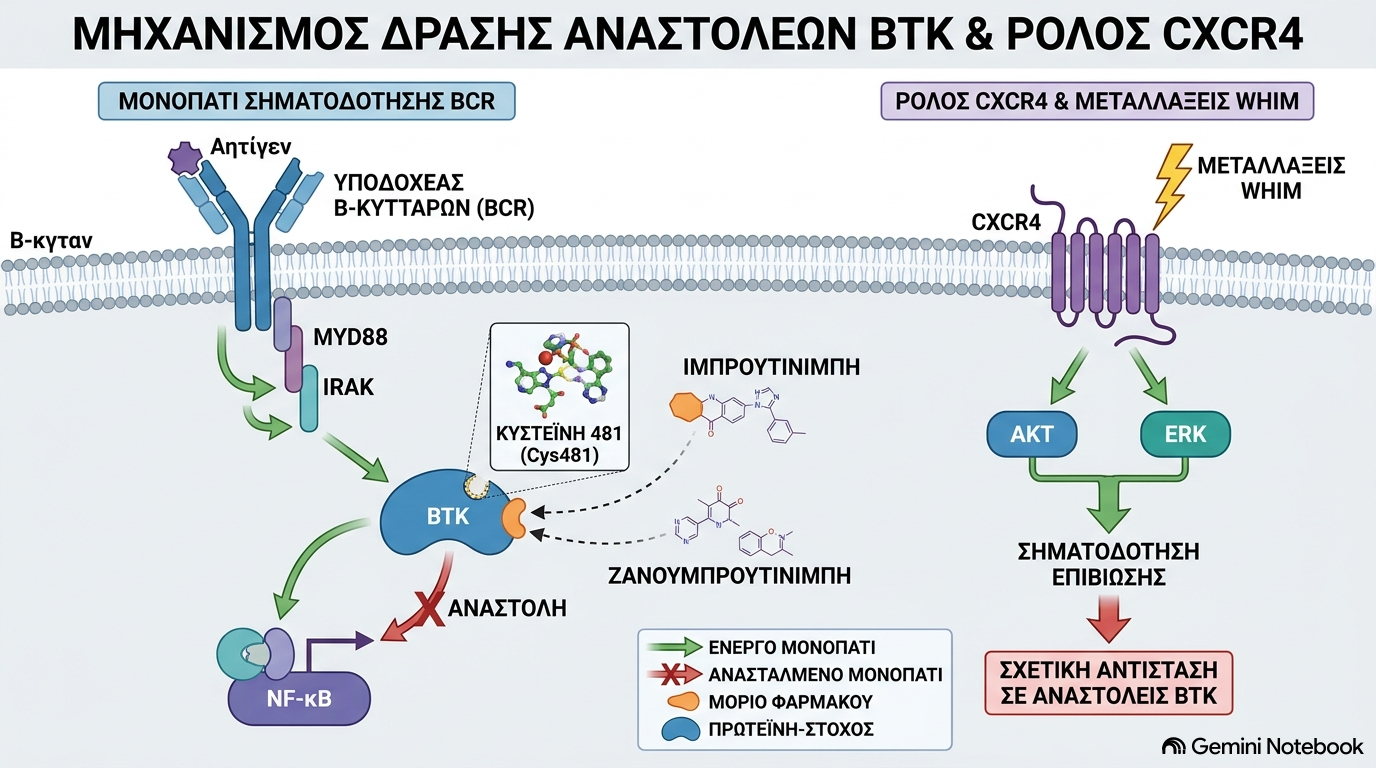 ΜΗΧΑΝΙΣΜΟΣ ΔΡΑΣΗΣ ΑΝΑΣΤΟΛΕΩΝ BTK & ΡΟΛΟΣ CXCR4
ΜΟΝΟΠΑΤΙ ΣΗΜΑΤΟΔΟΤΗΣΗΣ BCR
Αητίγεν
ΥΠΟΔΟΧΕΑΣ
Β-ΚΥΤΤΑΡΩΝ (BCR)
Β-κγταν
MYD88
IRAK
ΚΥΣΤΕΪΝΗ 481
(Cys481)
BTK
ΙΜΠΡΟΥΤΙΝΙΜΠΗ
ΖΑΝΟΥΜΠΡΟΥΤΙΝΙΜΠΗ
ΑΝΑΣΤΟΛΗ
NF-κB
ΕΝΕΡΓΟ ΜΟΝΟΠΑΤΙ
ΑΝΑΣΤΑΛΜΕΝΟ ΜΟΝΟΠΑΤΙ
ΜΟΡΙΟ ΦΑΡΜΑΚΟΥ
ΠΡΩΤΕΪΝΗ-ΣΤΟΧΟΣ
ΡΟΛΟΣ CXCR4 & ΜΕΤΑΛΛΑΞΕΙΣ WHIM
ΜΕΤΑΛΛΑΞΕΙΣ
WHIM
CXCR4
AKT
ERK
ΣΗΜΑΤΟΔΟΤΗΣΗ
ΕΠΙΒΙΩΣΗΣ
ΣΧΕΤΙΚΗ ΑΝΤΙΣΤΑΣΗ
ΣΕ ΑΝΑΣΤΟΛΕΙΣ BTK
Gemini Notebook